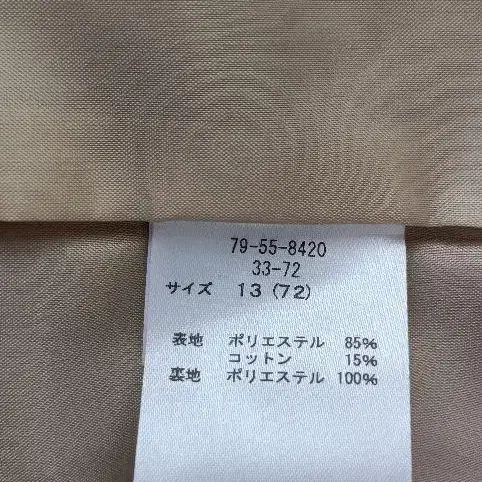 79-55-8420
33-72
サイズ 13 (72)
表地 ポリエステル 85%
コットン 15%
裏地 ポリエステル 100%